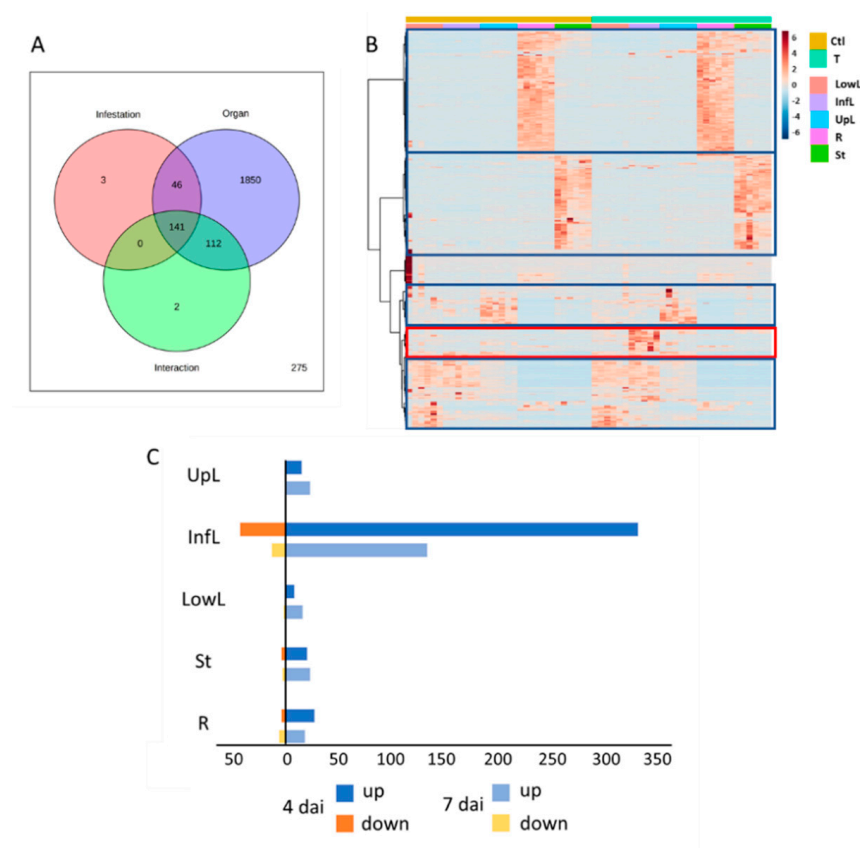 A
Infestation
Organ
3
46
1850
141
0
112
2
Interaction
275
B
6
4
2
0
-2
-4
-6
Ctl
T
LowL
InfL
UpL
R
St
C
UpL
InfL
LowL
St
R
50 0 50 100 150 200 250 300 350
4 dai up 7 dai up
down down